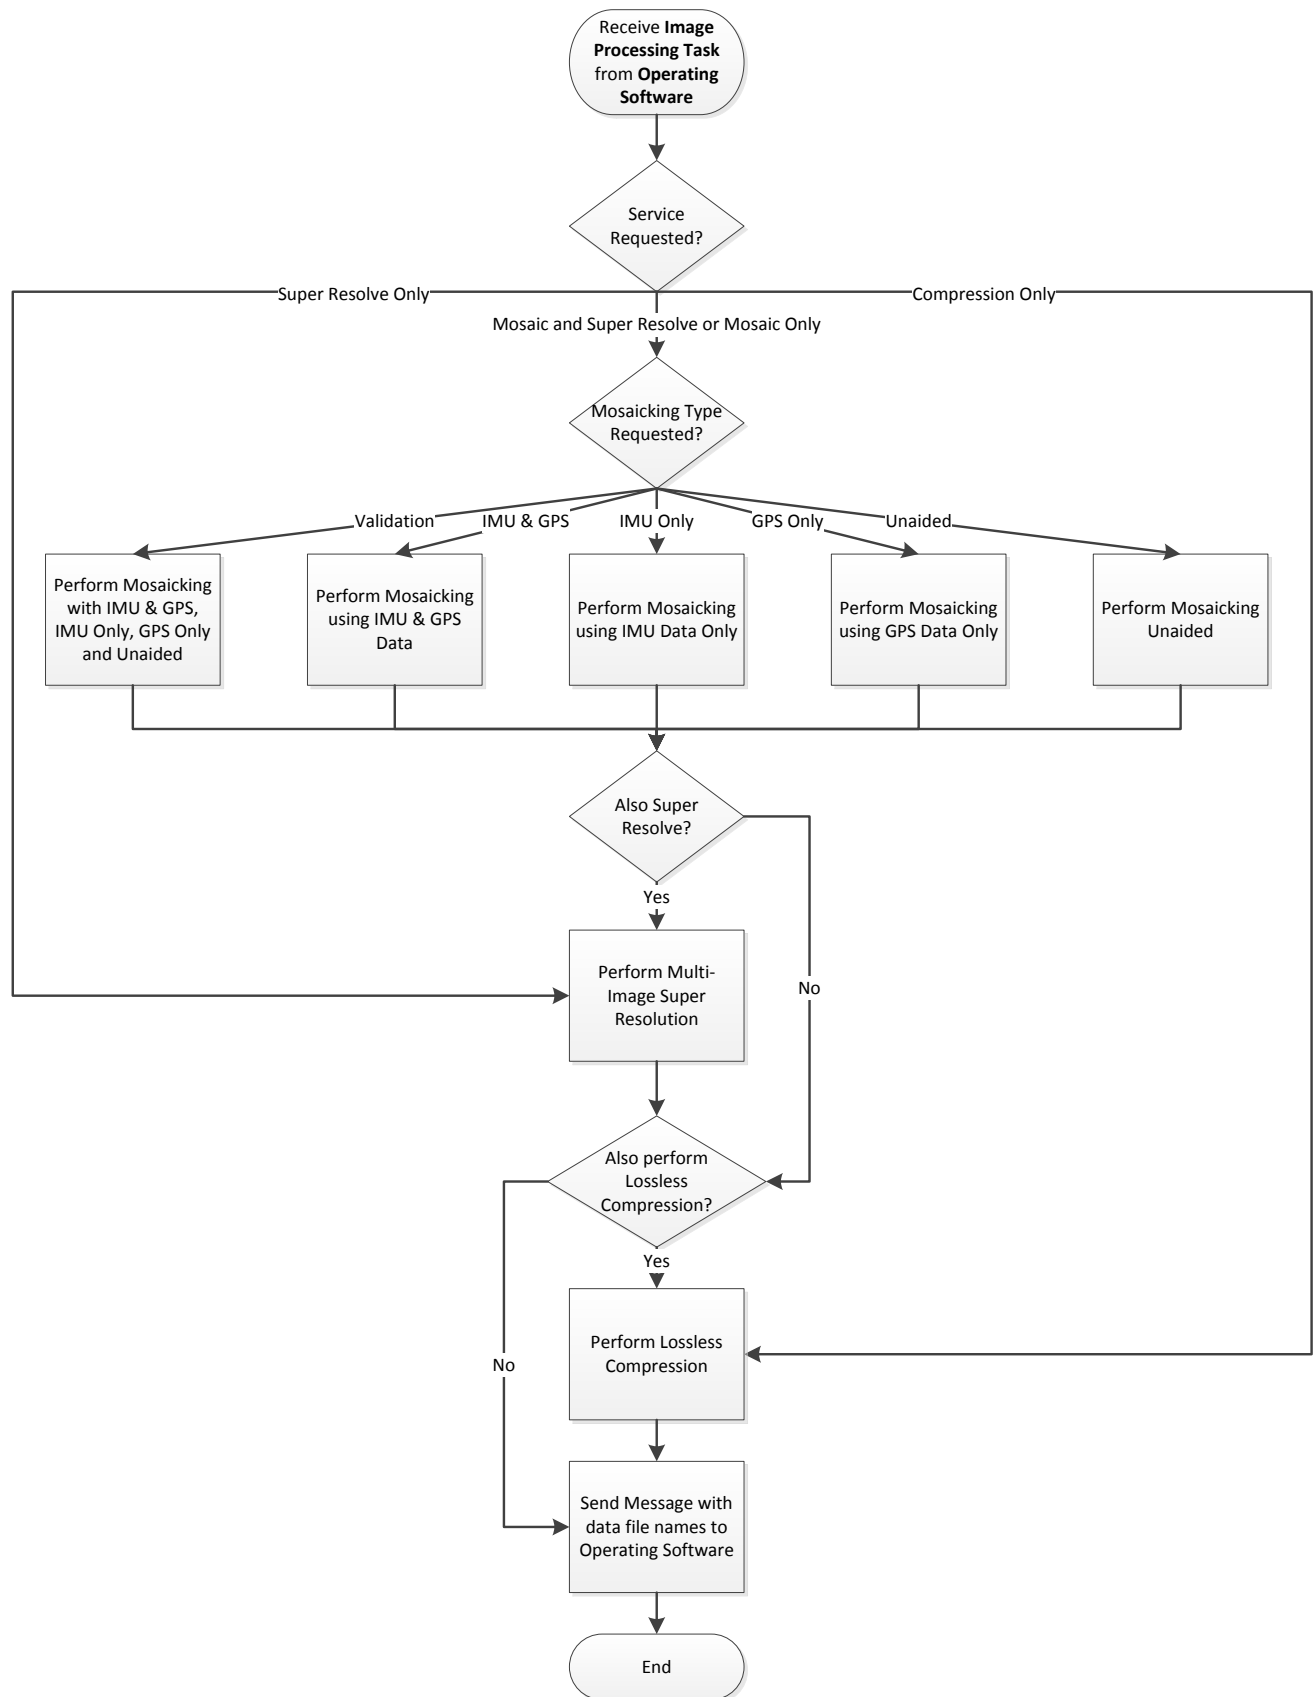 Receive Image
Processing Task
from Operating
Software
Service
Requested?
Super Resolve Only
Compression Only
Mosaic and Super Resolve or Mosaic Only
Mosaicking Type
Requested?
Validation
IMU & GPS
IMU Only
GPS Only
Unaided
Perform Mosaicking
with IMU & GPS,
IMU Only, GPS Only
and Unaided
Perform Mosaicking
using IMU & GPS
Data
Perform Mosaicking
using IMU Data Only
Perform Mosaicking
using GPS Data Only
Perform Mosaicking
Unaided
Also Super
Resolve?
Yes
No
Perform Multi-
Image Super
Resolution
Also perform
Lossless
Compression?
Yes
No
Perform Lossless
Compression
Send Message with
data file names to
Operating Software
End